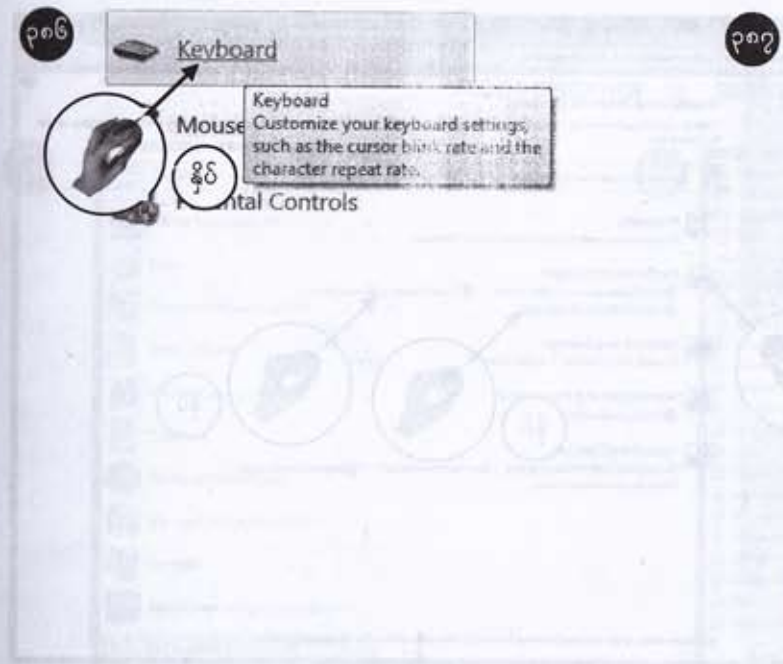 ၃၈၆
၃၈၇
Keyboard
Keyboard
Mouse
Customize your keyboard settings,
such as the cursor blink rate and the
character repeat rate.
နှိပ်
Controls